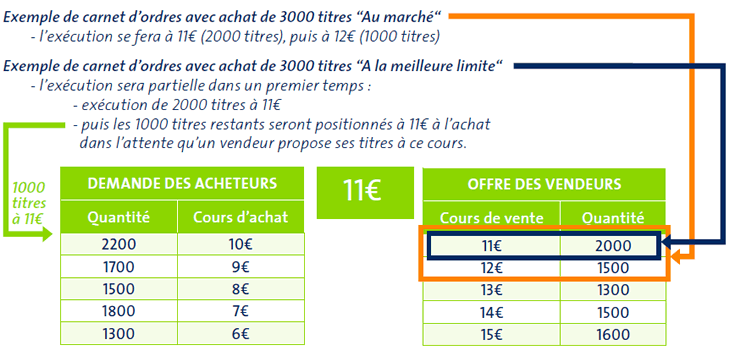 Exemple de carnet d'ordres avec achat de 3000 titres “Au marché“
- l'exécution se fera à 11€ (2000 titres), puis à 12€ (1000 titres)
Exemple de carnet d'ordres avec achat de 3000 titres “A la meilleure limite“
- l'exécution sera partielle dans un premier temps :
- exécution de 2000 titres à 11€
- puis les 1000 titres restants seront positionnés à 11€ à l'achat
dans l'attente qu'un vendeur propose ses titres à ce cours.
1000
titres
à 11€
DEMANDE DES ACHETEURS
Quantité Cours d'achat
2200 10€
1700 9€
1500 8€
1800 7€
1300 6€
11€
OFFRE DES VENDEURS
Cours de vente Quantité
11€ 2000
12€ 1500
13€ 1300
14€ 1500
15€ 1600